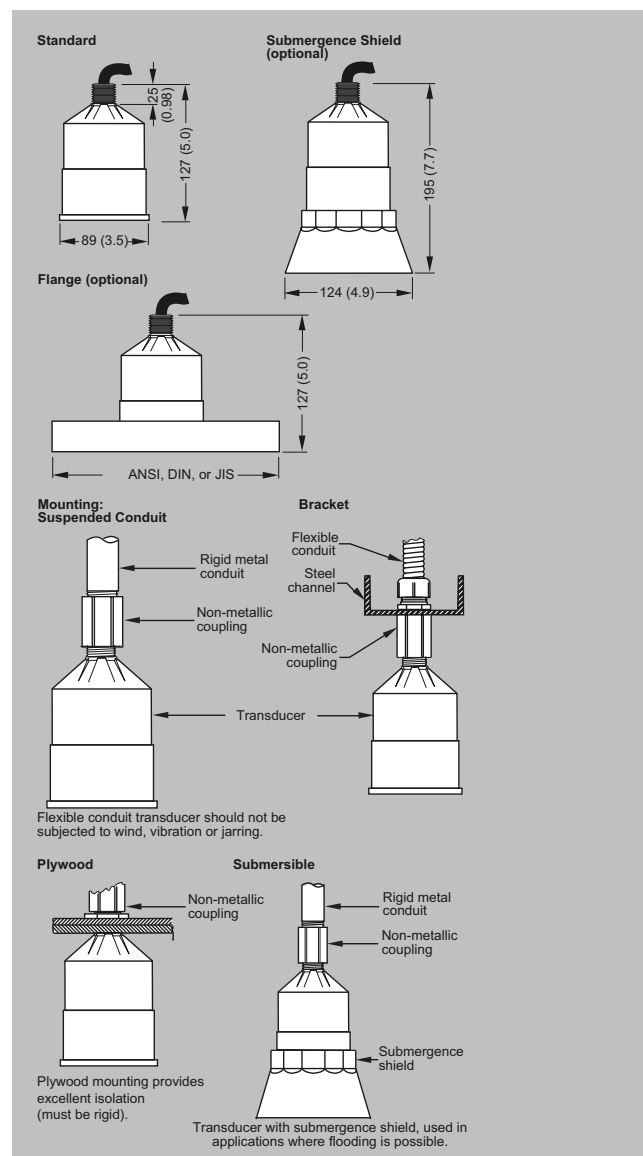 Standard
25
(0.98)
127 (5.0)
89 (3.5)
Submergence Shield
(optional)
195 (7.7)
124 (4.9)
Flange (optional)
127 (5.0)
ANSI, DIN, or JIS
Mounting:
Suspended Conduit
Rigid metal
conduit
Non-metallic
coupling
Bracket
Flexible
conduit
Steel
channel
Non-metallic
coupling
Transducer
Flexible conduit transducer should not be
subjected to wind, vibration or jarring.
Plywood
Non-metallic
coupling
Plywood mounting provides
excellent isolation
(must be rigid).
Submersible
Rigid metal
conduit
Non-metallic
coupling
Submergence
shield
Transducer with submergence shield, used in
applications where flooding is possible.